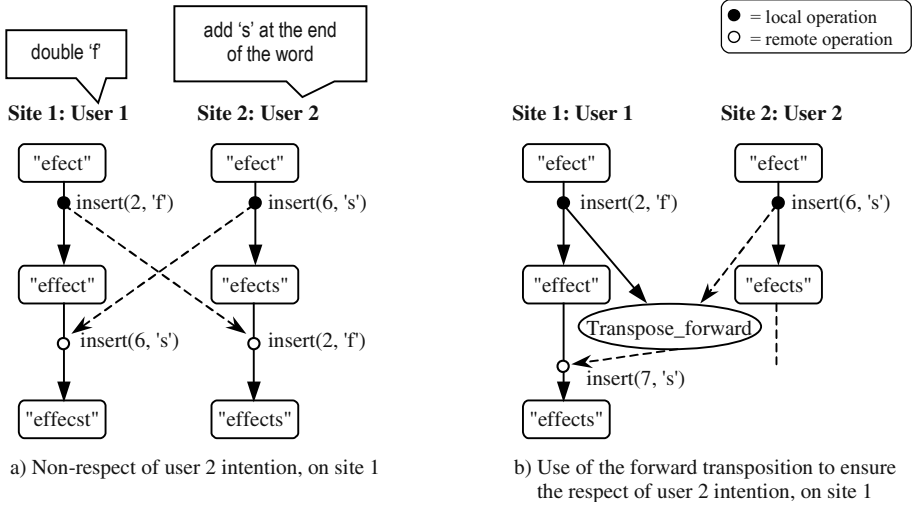 ● = local operation
○ = remote operation
double ‘f’
add ‘s’ at the end
of the word
Site 1: User 1
Site 2: User 2
"efect"
"efect"
insert(2, 'f')
insert(6, 's')
"effect"
"efects"
insert(6, 's')
insert(2, 'f')
"effecst"
"effects"
a) Non-respect of user 2 intention, on site 1
Site 1: User 1
Site 2: User 2
"efect"
"efect"
insert(2, 'f')
insert(6, 's')
"effect"
"efects"
Transpose_forward
insert(7, 's')
"effects"
b) Use of the forward transposition to ensure
the respect of user 2 intention, on site 1